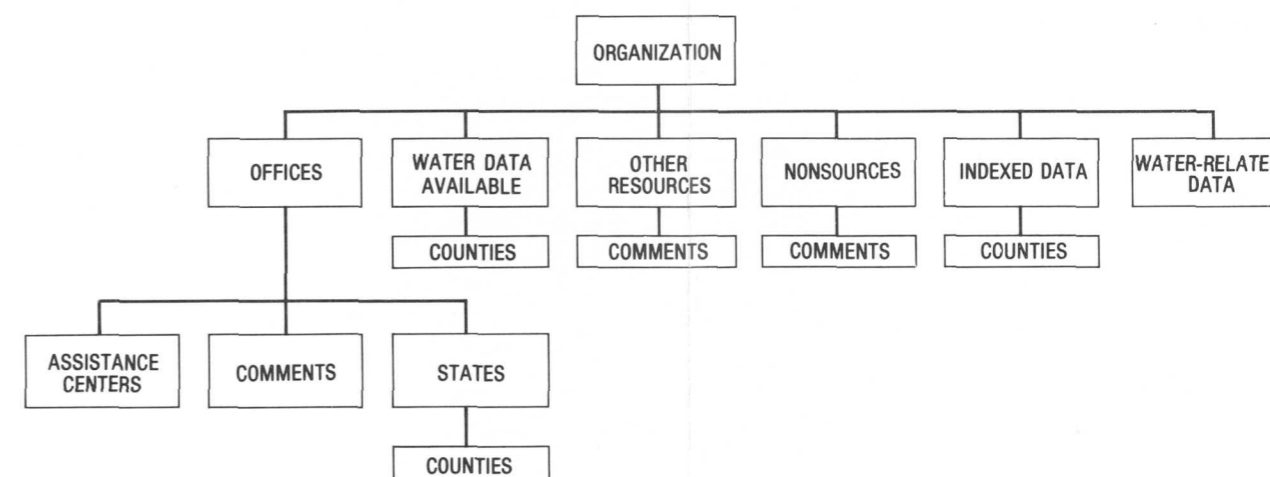 ORGANIZATION
OFFICES
WATER DATA
AVAILABLE
OTHER
RESOURCES
NONSOURCES
INDEXED DATA
WATER-RELATE
DATA
COUNTIES
COMMENTS
COMMENTS
COUNTIES
ASSISTANCE
CENTERS
COMMENTS
STATES
COUNTIES